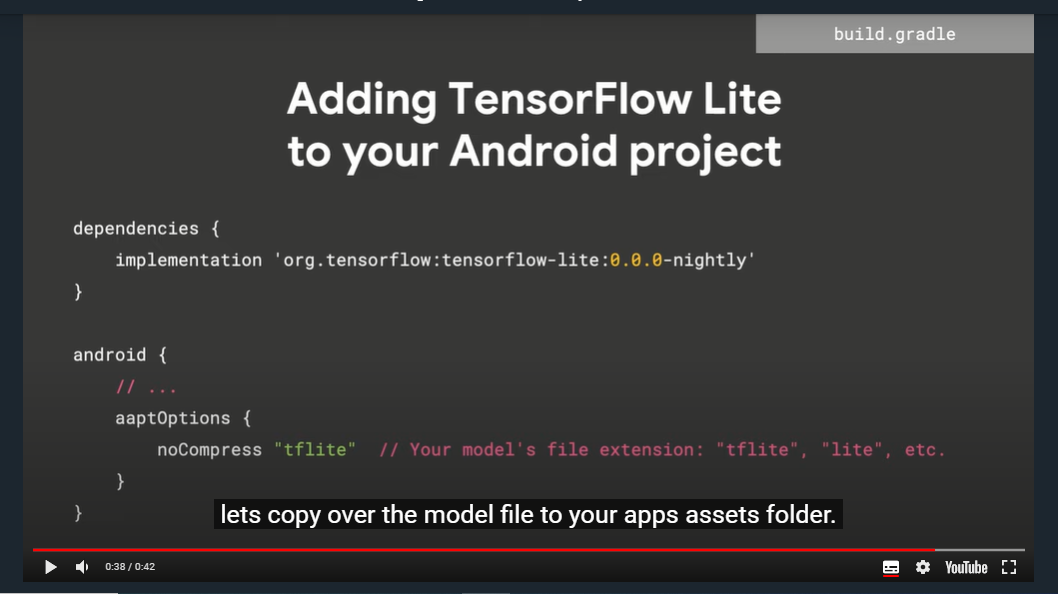 build.gradle
Adding TensorFlow Lite
to your Android project
dependencies {
implementation 'org.tensorflow:tensorflow-lite:0.0.0-nightly'
}
android {
// ...
aaptOptions {
noCompress "tflite" // Your model's file extension: "tflite", "lite", etc.
}
}
lets copy over the model file to your apps assets folder.
0:38 / 0:42
YouTube